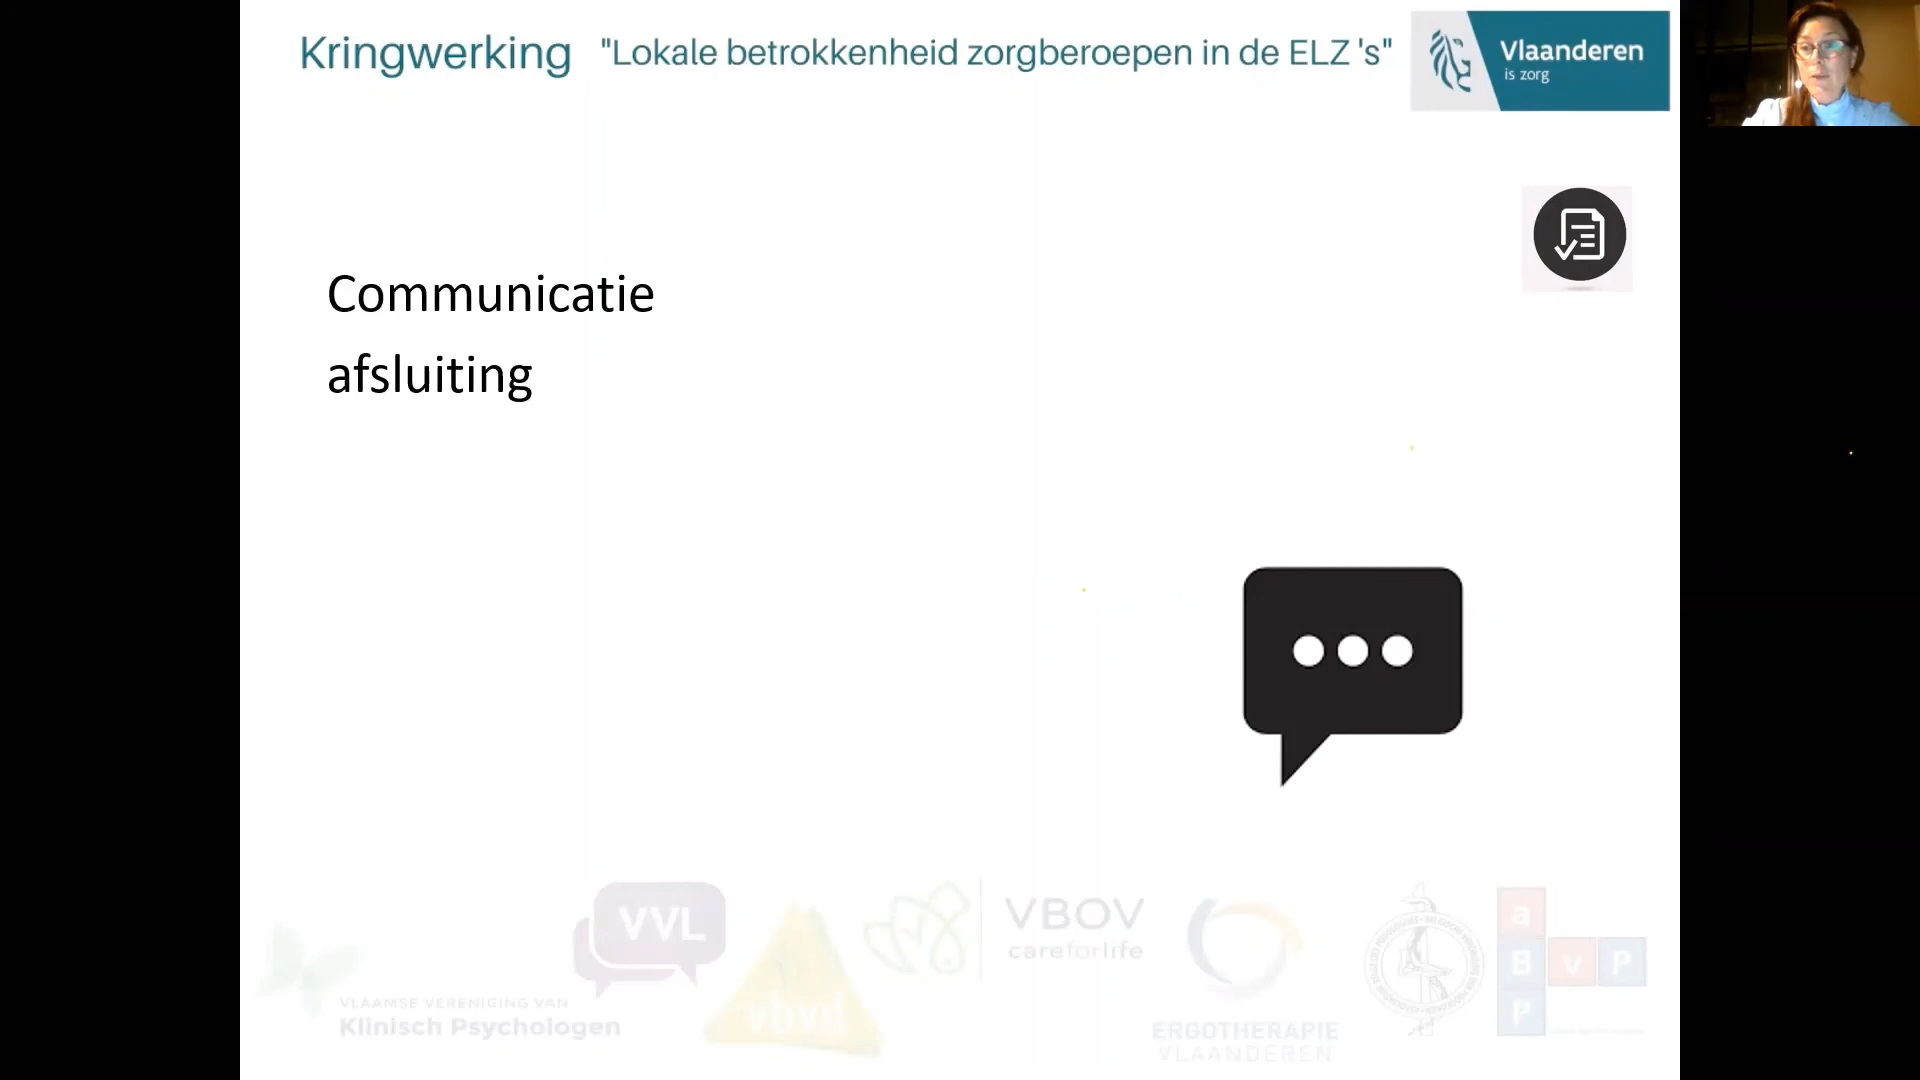 Kringwerking "Lokale betrokkenheid zorgberoepen in de ELZ 's"
Vlaanderen
is zorg
Communicatie
afsluiting
VVL
VBOV
careforlife
VLAAMSE VERENIGING VAN
Klinisch Psychologen
vbvd
ERGOTHERAPIE
VLAANDEREN
a
B v P
P